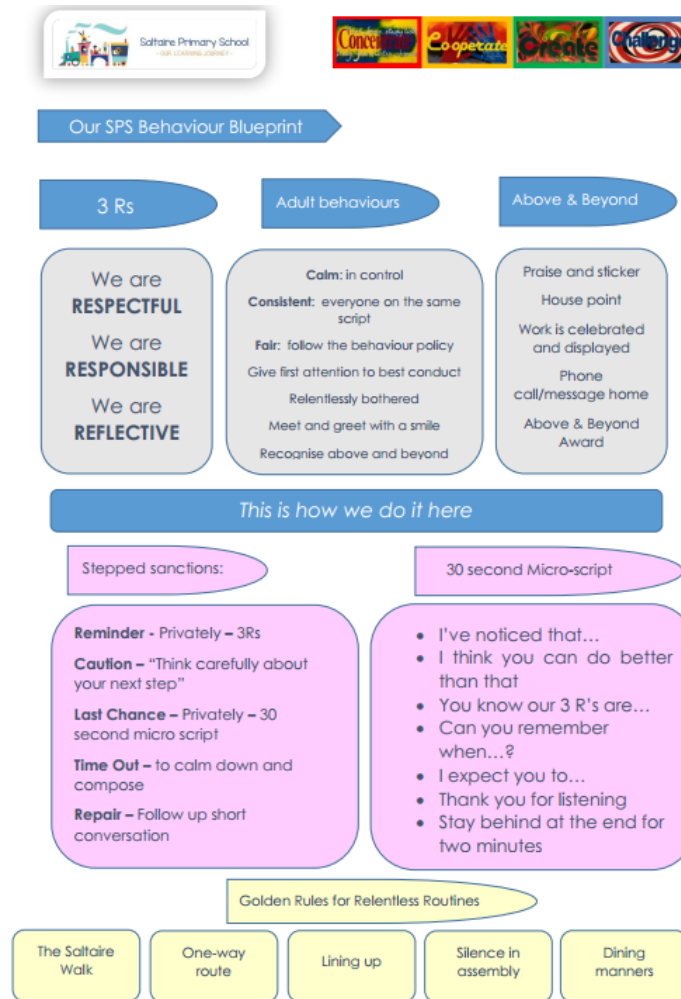 Saltaire Primary School
- OUR LEARNING JOURNEY -
Concentrate
Co-operate
Create
Challenge
Our SPS Behaviour Blueprint
3 Rs
Adult behaviours
Above & Beyond
We are
RESPECTFUL
We are
RESPONSIBLE
We are
REFLECTIVE
Calm: in control
Consistent: everyone on the same
script
Fair: follow the behaviour policy
Give first attention to best conduct
Relentlessly bothered
Meet and greet with a smile
Recognise above and beyond
Praise and sticker
House point
Work is celebrated
and displayed
Phone
call/message home
Above & Beyond
Award
This is how we do it here
Stepped sanctions:
30 second Micro-script
Reminder - Privately – 3Rs
Caution – “Think carefully about
your next step”
Last Chance – Privately – 30
second micro script
Time Out – to calm down and
compose
Repair – Follow up short
conversation
• I’ve noticed that…
• I think you can do better
than that
• You know our 3 R’s are…
• Can you remember
when…?
• I expect you to…
• Thank you for listening
• Stay behind at the end for
two minutes
Golden Rules for Relentless Routines
The Saltaire
Walk
One-way
route
Lining up
Silence in
assembly
Dining
manners